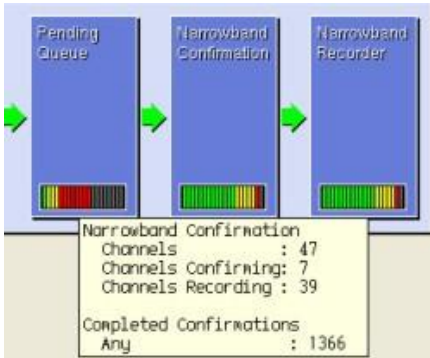 Pending
Queue
Narrowband
Confirmation
Narrowband
Recorder
Narrowband Confirmation
Channels : 47
Channels Confirming: 7
Channels Recording : 39
Completed Confirmations
Any : 1366